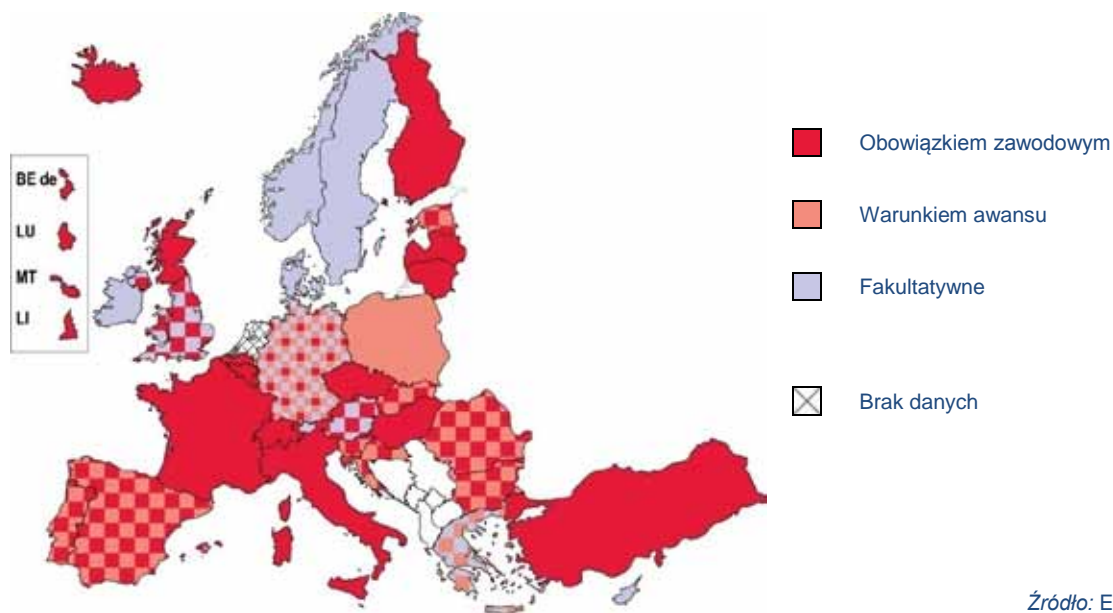 BE de
LU
MT
LI
Obowiązkiem zawodowym
Warunkiem awansu
Fakultatywne
Brak danych
Źródło: E